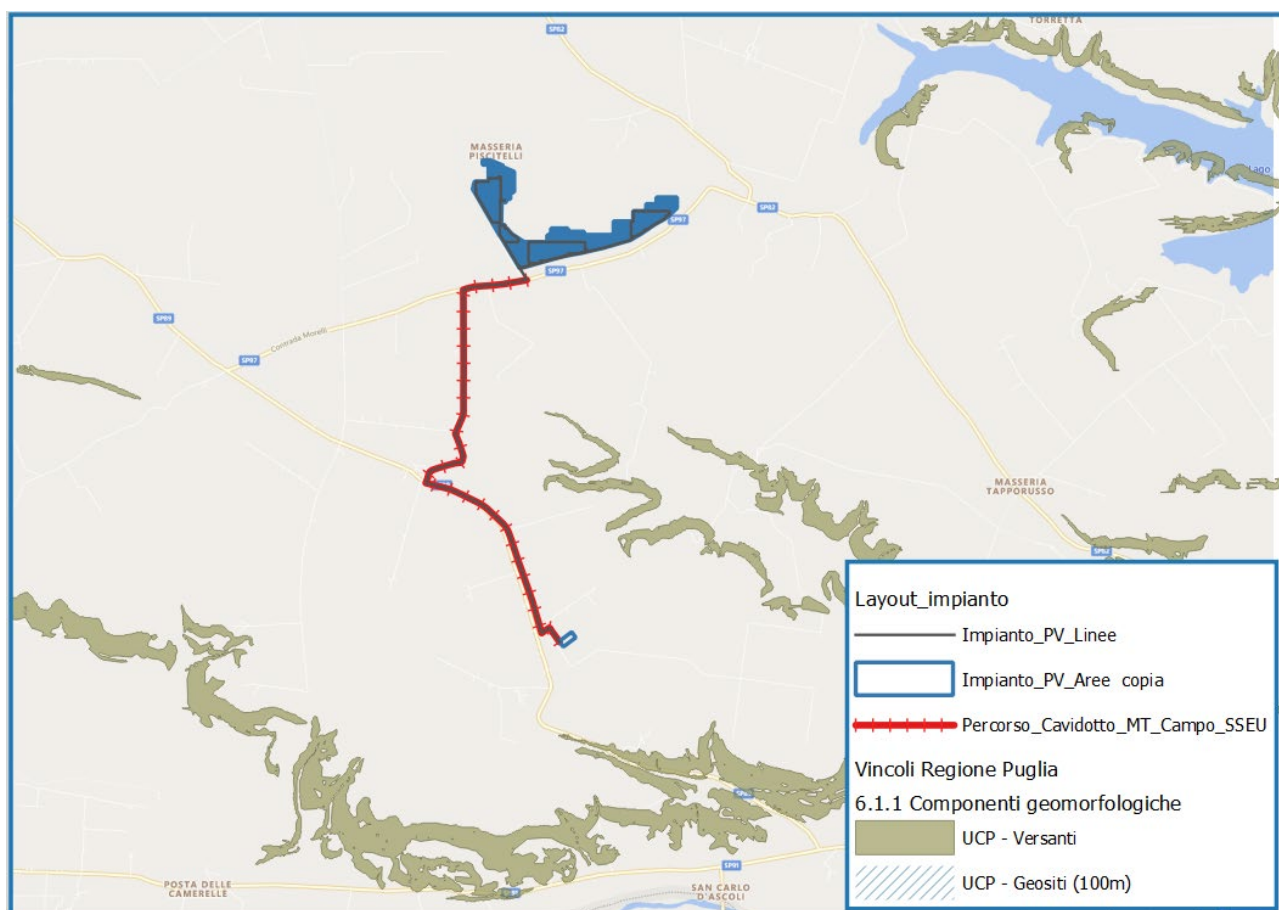 TORRETTA
SP82
MASSERIA
PISCITELLI
Lago
SP97
SP82
SP97
SP89
Contrada Morelli
SP97
MASSERIA
TAPPORUSSO
SP82
Layout_impianto
Impianto_PV_Linee
Impianto_PV_Aree copia
Percorso_Cavidotto_MT_Campo_SSEU
Vincoli Regione Puglia
6.1.1 Componenti geomorfologiche
UCP - Versanti
UCP - Geositi (100m)
SP91
POSTA DELLE
CAMERELLE
SAN CARLO
D'ASCOLI